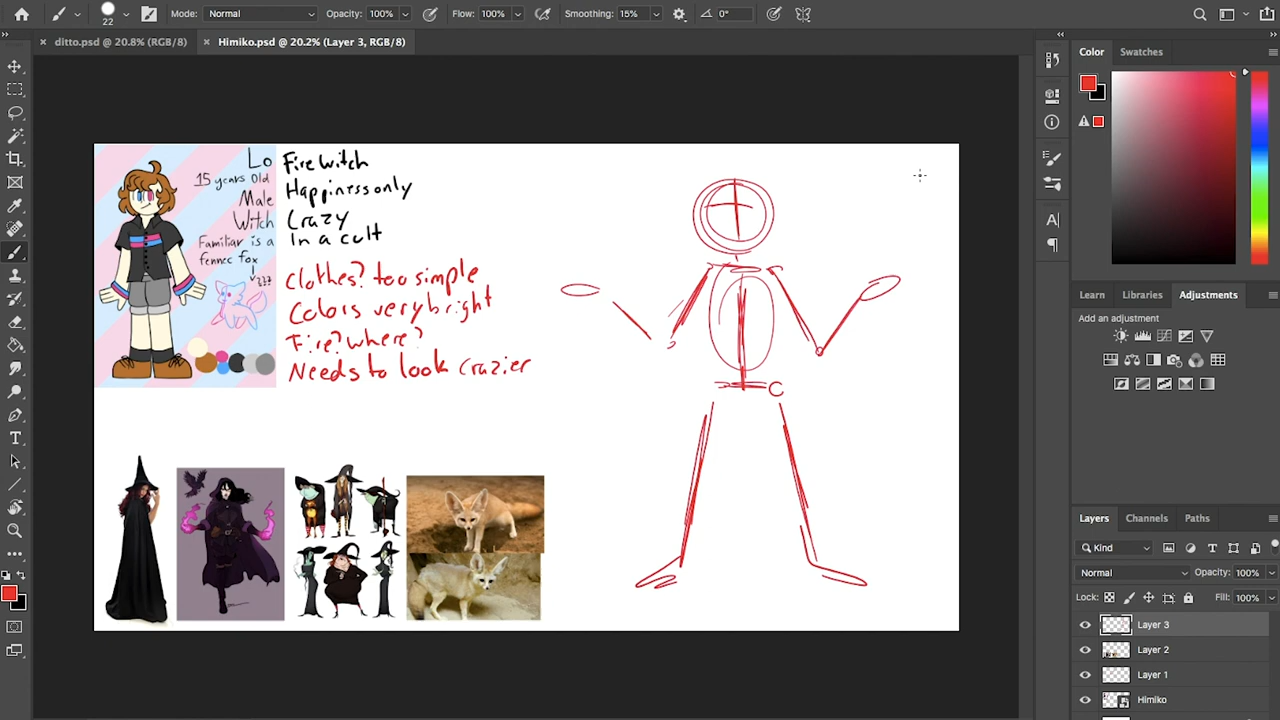 Mode: Normal Opacity: 100% Flow: 100% Smoothing: 15% 0°
22
ditto.psd @ 20.8% (RGB/8)
Himiko.psd @ 20.2% (Layer 3, RGB/8)
Color Swatches
Lo
15 years old
Male
Witch
Familiar is a
fennec fox
Fire witch
Happiness only
Crazy
In a cult
Clothes? too simple
Colors very bright
Fire? where?
Needs to look crazier
Learn Libraries Adjustments
Add an adjustment
Layers Channels Paths
Kind
Normal Opacity: 100%
Lock: Fill: 100%
Layer 3
Layer 2
Layer 1
Himiko